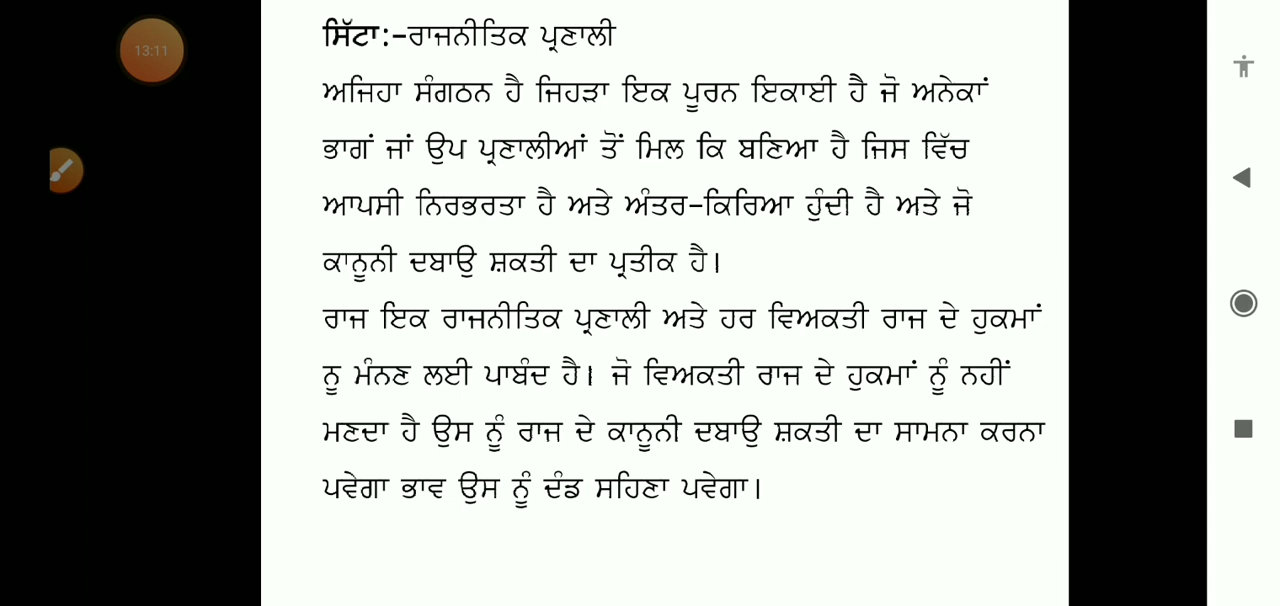 13:11
ਸਿੱਟਾ:-ਰਾਜਨੀਤਿਕ ਪ੍ਰਣਾਲੀ
ਅਜਿਹਾ ਸੰਗਠਨ ਹੈ ਜਿਹੜਾ ਇਕ ਪੂਰਨ ਇਕਾਈ ਹੈ ਜੋ ਅਨੇਕਾਂ
ਭਾਗਂ ਜਾਂ ਉਪ ਪ੍ਰਣਾਲੀਆਂ ਤੋਂ ਮਿਲ ਕਿ ਬਣਿਆ ਹੈ ਜਿਸ ਵਿੱਚ
ਆਪਸੀ ਨਿਰਭਰਤਾ ਹੈ ਅਤੇ ਅੰਤਰ-ਕਿਰਿਆ ਹੁੰਦੀ ਹੈ ਅਤੇ ਜੋ
ਕਾਨੂਨੀ ਦਬਾਉ ਸ਼ਕਤੀ ਦਾ ਪ੍ਰਤੀਕ ਹੈ।
ਰਾਜ ਇਕ ਰਾਜਨੀਤਿਕ ਪ੍ਰਣਾਲੀ ਅਤੇ ਹਰ ਵਿਅਕਤੀ ਰਾਜ ਦੇ ਹੁਕਮਾਂ
ਨੂ ਮੰਨਣ ਲਈ ਪਾਬੰਦ ਹੈ। ਜੋ ਵਿਅਕਤੀ ਰਾਜ ਦੇ ਹੁਕਮਾਂ ਨੂੰ ਨਹੀਂ
ਮਣਦਾ ਹੈ ਉਸ ਨੂੰ ਰਾਜ ਦੇ ਕਾਨੂਨੀ ਦਬਾਉ ਸ਼ਕਤੀ ਦਾ ਸਾਮਨਾ ਕਰਨਾ
ਪਵੇਗਾ ਭਾਵ ਉਸ ਨੂੰ ਦੰਡ ਸਹਿਣਾ ਪਵੇਗਾ।